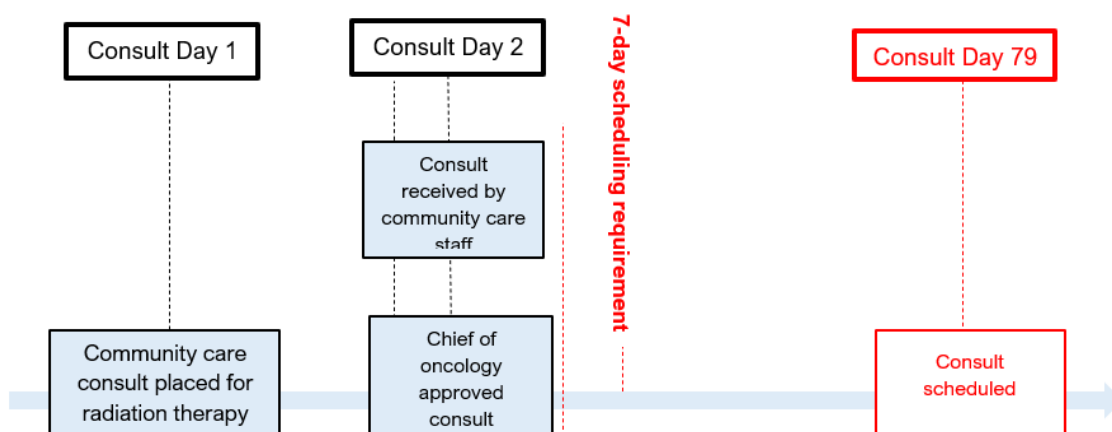 Consult Day 1
Consult Day 2
7-day scheduling requirement
Consult Day 79
Consult
received by
community care
staff
Community care
consult placed for
radiation therapy
Chief of
oncology
approved
consult
Consult
scheduled